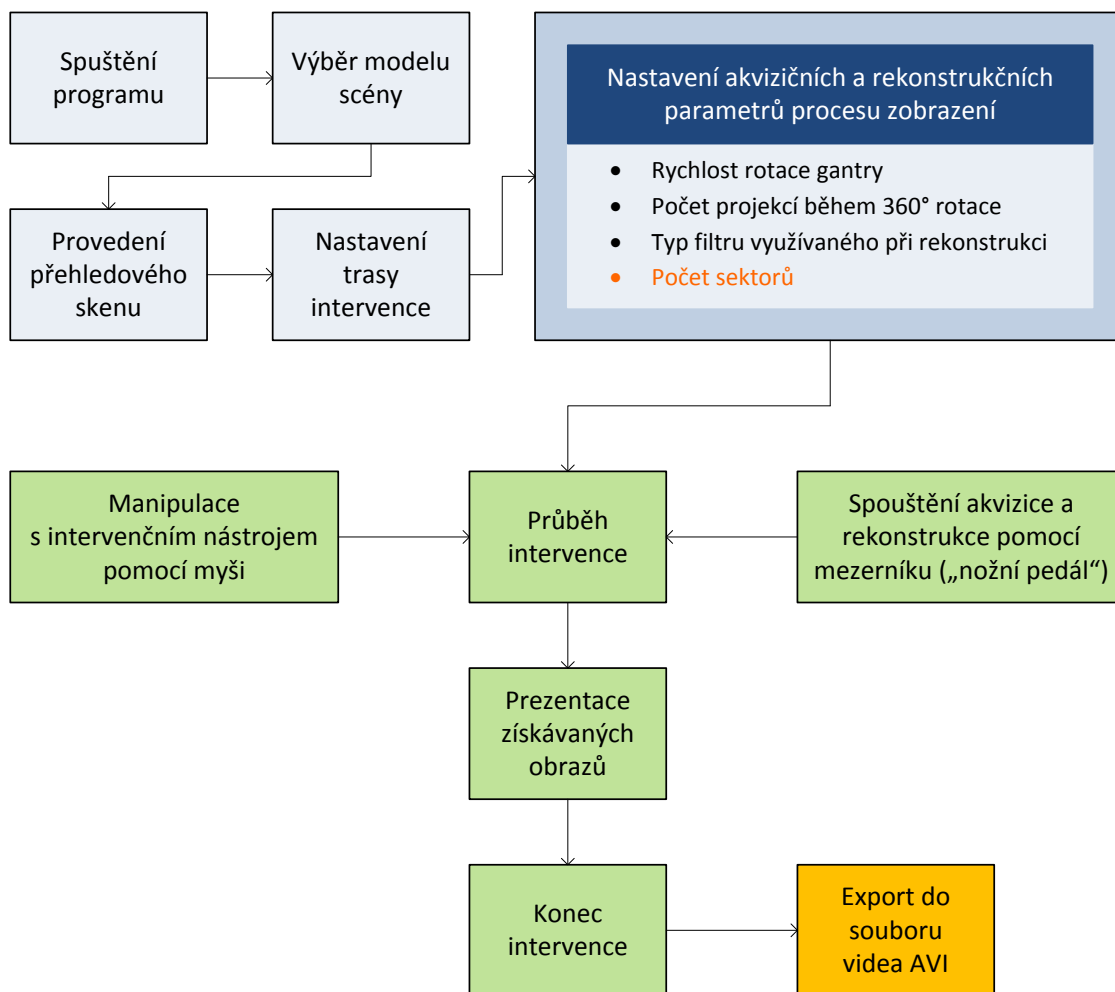 Spuštění
programu
Výběr modelu
scény
Nastavení akvizičních a rekonstrukčních
parametrů procesu zobrazení
• Rychlost rotace gantry
• Počet projekcí během 360° rotace
• Typ filtru využívaného při rekonstrukci
• Počet sektorů
Provedení
přehledového
skenu
Nastavení
trasy
intervence
Manipulace
s intervenčním nástrojem
pomocí myši
Průběh
intervence
Spouštění akvizice a
rekonstrukce pomocí
mezerníku („nožní pedál“)
Prezentace
získávaných
obrazů
Konec
intervence
Export do
souboru
videa AVI